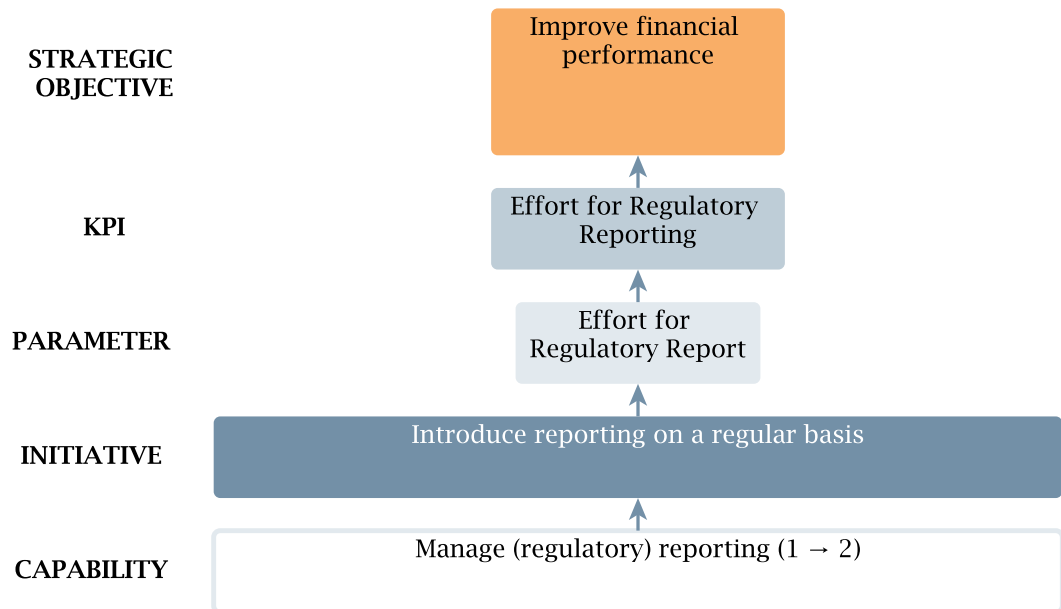 STRATEGIC
OBJECTIVE
Improve financial
performance
KPI
Effort for Regulatory
Reporting
PARAMETER
Effort for
Regulatory Report
INITIATIVE
Introduce reporting on a regular basis
CAPABILITY
Manage (regulatory) reporting (1 → 2)